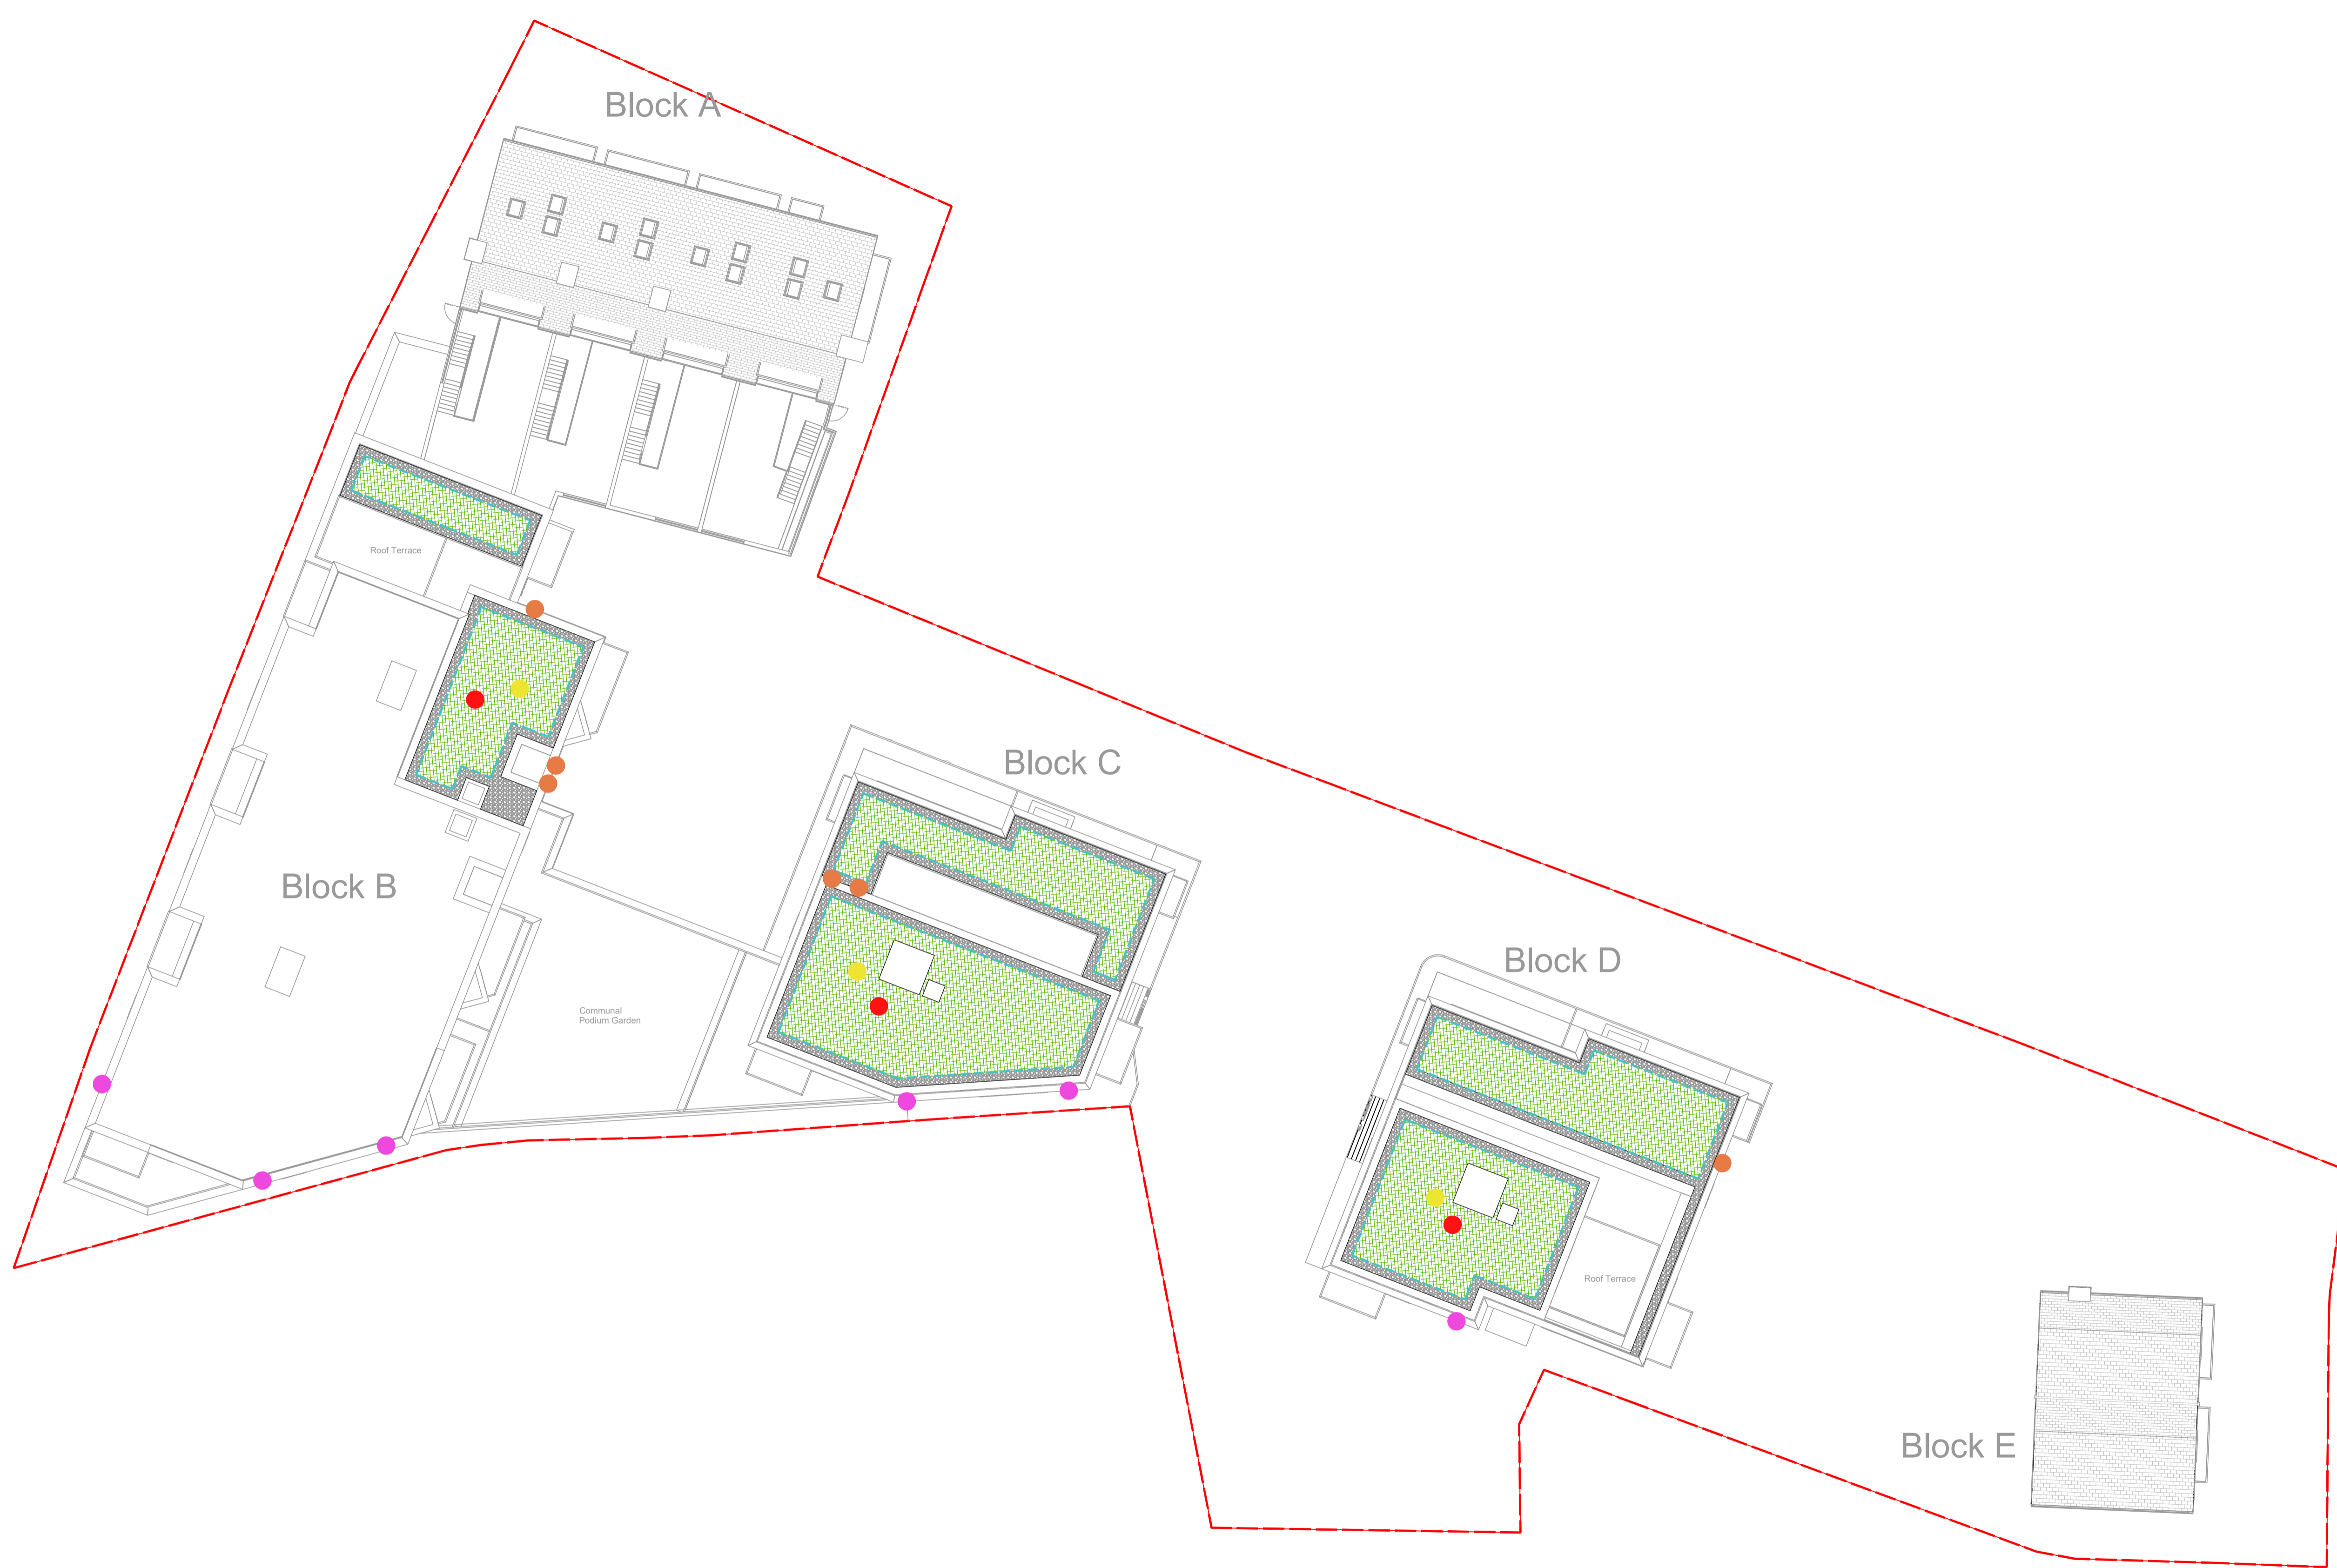 Block A
Roof Terrace
Block C
Block B
Block D
Communal
Podium Garden
Roof Terrace
Block E